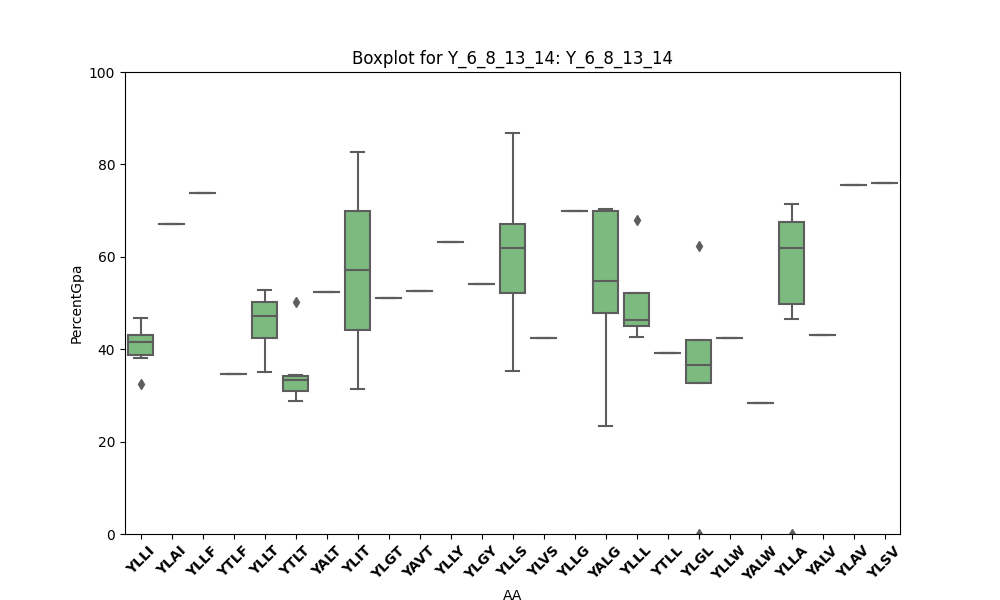 Boxplot for Y_6_8_13_14: Y_6_8_13_14
100
80
60
40
20
0
PercentGpa
YLLI YLAI YLLF YTLF YLLT YTLT YALT YLIT YLGT YAVT YLLY YLGY YLLS YLVS YLLG YALG YLLL YTLL YLGL YLLW YALW YLLA YALV YLAV YLSV
AA